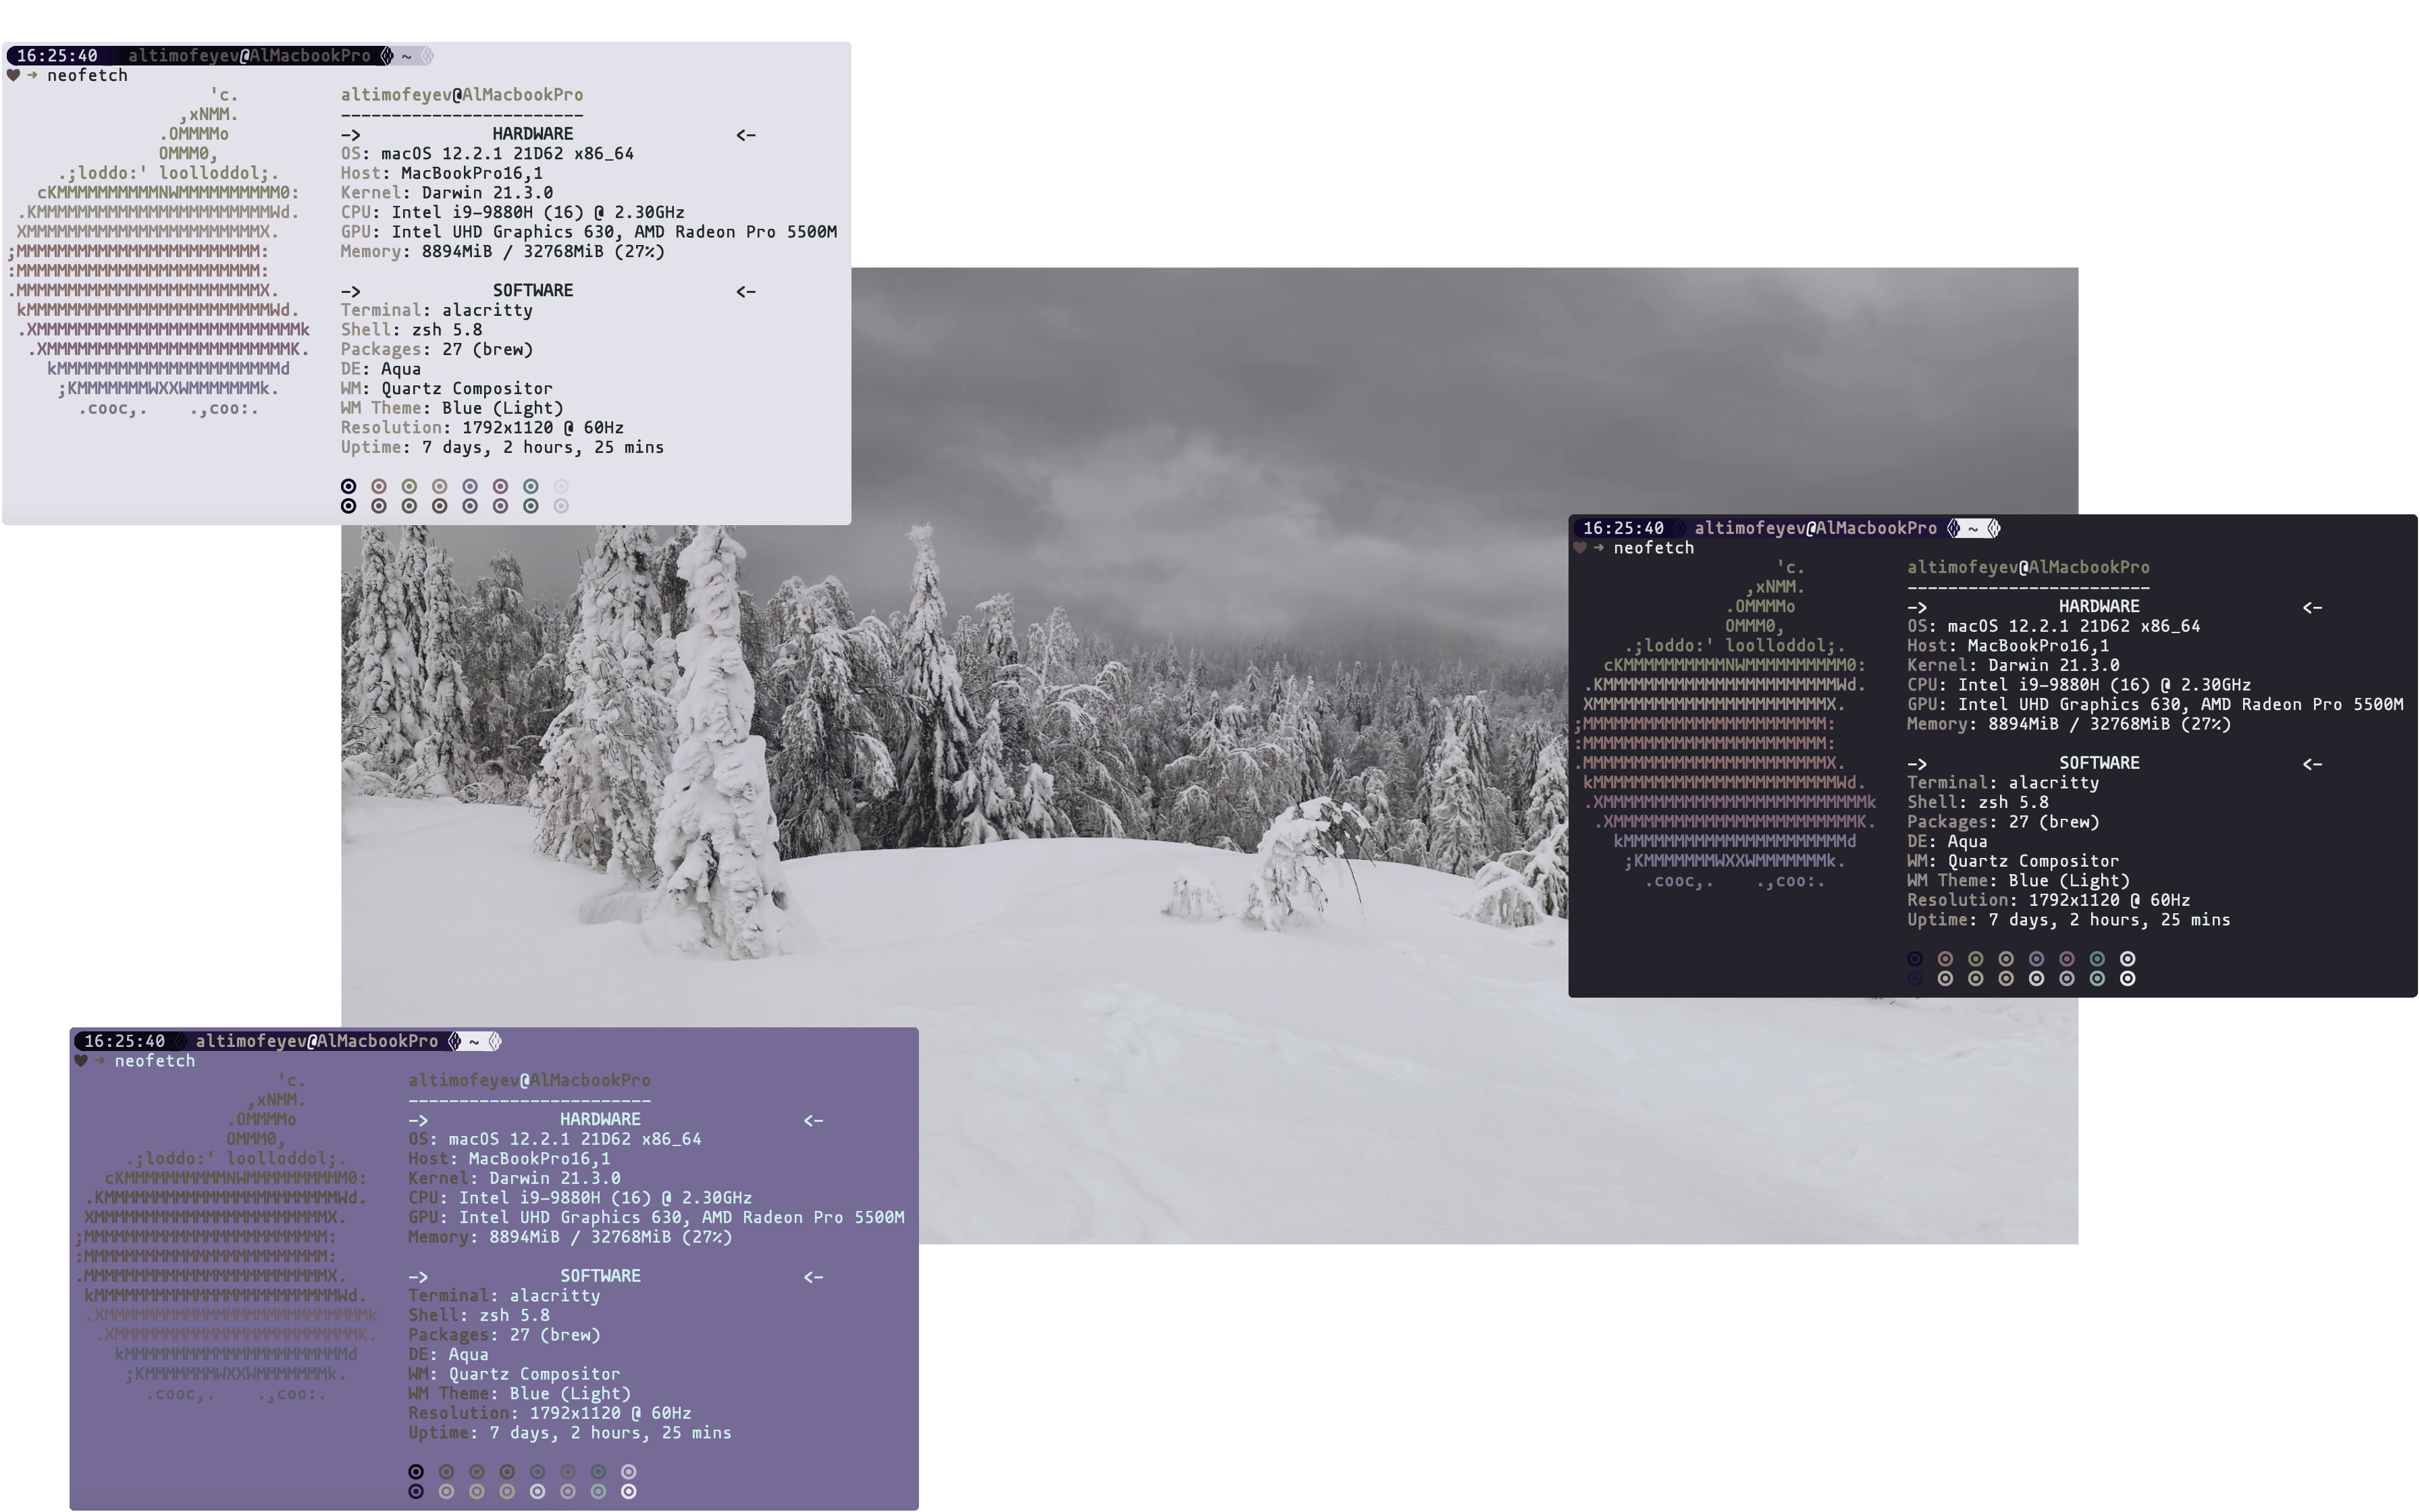 16:25:40 altimofeyev@AlMacbookPro ~
♥ ➜ neofetch
'c.
,xNMM.
.OMMMMo
OMMM0,
.;loddo:' loolloddol;.
cKMMMMMMMMMMNWMMMMMMMMMM0:
.KMMMMMMMMMMMMMMMMMMMMMMMWd.
XMMMMMMMMMMMMMMMMMMMMMMMX.
;MMMMMMMMMMMMMMMMMMMMMMMM:
:MMMMMMMMMMMMMMMMMMMMMMMM:
.MMMMMMMMMMMMMMMMMMMMMMMMX.
kMMMMMMMMMMMMMMMMMMMMMMMMWd.
.XMMMMMMMMMMMMMMMMMMMMMMMMMMk
.XMMMMMMMMMMMMMMMMMMMMMMMMK.
kMMMMMMMMMMMMMMMMMMMMMMd
;KMMMMMMMWXXWMMMMMMMk.
.cooc,.    .,coo:.
altimofeyev@AlMacbookPro
------------------------
–> HARDWARE <–
OS: macOS 12.2.1 21D62 x86_64
Host: MacBookPro16,1
Kernel: Darwin 21.3.0
CPU: Intel i9-9880H (16) @ 2.30GHz
GPU: Intel UHD Graphics 630, AMD Radeon Pro 5500M
Memory: 8894MiB / 32768MiB (27%)
–> SOFTWARE <–
Terminal: alacritty
Shell: zsh 5.8
Packages: 27 (brew)
DE: Aqua
WM: Quartz Compositor
WM Theme: Blue (Light)
Resolution: 1792x1120 @ 60Hz
Uptime: 7 days, 2 hours, 25 mins
16:25:40 altimofeyev@AlMacbookPro ~
♥ ➜ neofetch
'c.
,xNMM.
.OMMMMo
OMMM0,
.;loddo:' loolloddol;.
cKMMMMMMMMMMNWMMMMMMMMMM0:
.KMMMMMMMMMMMMMMMMMMMMMMMWd.
XMMMMMMMMMMMMMMMMMMMMMMMX.
;MMMMMMMMMMMMMMMMMMMMMMMM:
:MMMMMMMMMMMMMMMMMMMMMMMM:
.MMMMMMMMMMMMMMMMMMMMMMMMX.
kMMMMMMMMMMMMMMMMMMMMMMMMWd.
.XMMMMMMMMMMMMMMMMMMMMMMMMMMk
.XMMMMMMMMMMMMMMMMMMMMMMMMK.
kMMMMMMMMMMMMMMMMMMMMMMd
;KMMMMMMMWXXWMMMMMMMk.
.cooc,.    .,coo:.
altimofeyev@AlMacbookPro
------------------------
–> HARDWARE <–
OS: macOS 12.2.1 21D62 x86_64
Host: MacBookPro16,1
Kernel: Darwin 21.3.0
CPU: Intel i9-9880H (16) @ 2.30GHz
GPU: Intel UHD Graphics 630, AMD Radeon Pro 5500M
Memory: 8894MiB / 32768MiB (27%)
–> SOFTWARE <–
Terminal: alacritty
Shell: zsh 5.8
Packages: 27 (brew)
DE: Aqua
WM: Quartz Compositor
WM Theme: Blue (Light)
Resolution: 1792x1120 @ 60Hz
Uptime: 7 days, 2 hours, 25 mins
16:25:40 altimofeyev@AlMacbookPro ~
♥ ➜ neofetch
'c.
,xNMM.
.OMMMMo
OMMM0,
.;loddo:' loolloddol;.
cKMMMMMMMMMMNWMMMMMMMMMM0:
.KMMMMMMMMMMMMMMMMMMMMMMMWd.
XMMMMMMMMMMMMMMMMMMMMMMMX.
;MMMMMMMMMMMMMMMMMMMMMMMM:
:MMMMMMMMMMMMMMMMMMMMMMMM:
.MMMMMMMMMMMMMMMMMMMMMMMMX.
kMMMMMMMMMMMMMMMMMMMMMMMMWd.
.XMMMMMMMMMMMMMMMMMMMMMMMMMMk
.XMMMMMMMMMMMMMMMMMMMMMMMMK.
kMMMMMMMMMMMMMMMMMMMMMMd
;KMMMMMMMWXXWMMMMMMMk.
.cooc,.    .,coo:.
altimofeyev@AlMacbookPro
------------------------
–> HARDWARE <–
OS: macOS 12.2.1 21D62 x86_64
Host: MacBookPro16,1
Kernel: Darwin 21.3.0
CPU: Intel i9-9880H (16) @ 2.30GHz
GPU: Intel UHD Graphics 630, AMD Radeon Pro 5500M
Memory: 8894MiB / 32768MiB (27%)
–> SOFTWARE <–
Terminal: alacritty
Shell: zsh 5.8
Packages: 27 (brew)
DE: Aqua
WM: Quartz Compositor
WM Theme: Blue (Light)
Resolution: 1792x1120 @ 60Hz
Uptime: 7 days, 2 hours, 25 mins